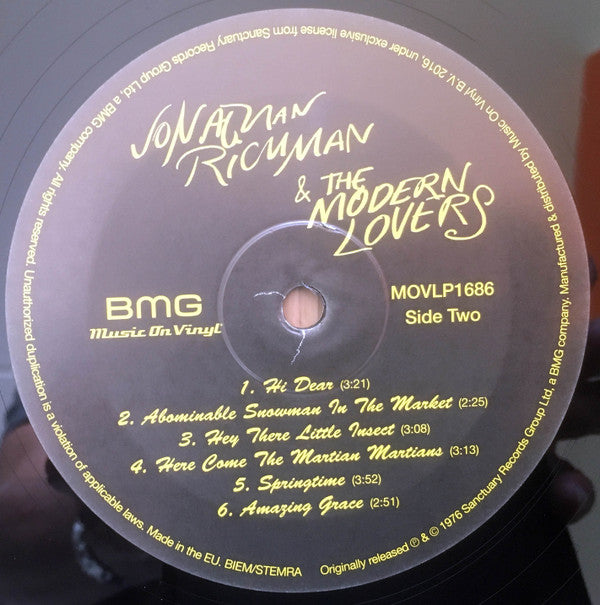 JONATHAN
RICHMAN
& THE
MODERN
LOVERS
BMG
Music On Vinyl
MOVLP1686
Side Two
1. Hi Dear (3:21)
2. Abominable Snowman In The Market (2:25)
3. Hey There Little Insect (3:08)
4. Here Come The Martian Martians (3:13)
5. Springtime (3:52)
6. Amazing Grace (2:51)
Originally released ℗ & © 1976 Sanctuary Records Group Ltd, a BMG company. Manufactured & distributed by Music On Vinyl B.V. 2016, under exclusive license from Sanctuary Records Group Ltd, a BMG company. All rights reserved. Unauthorized duplication is a violation of applicable laws. Made in the EU. BIEM/STEMRA